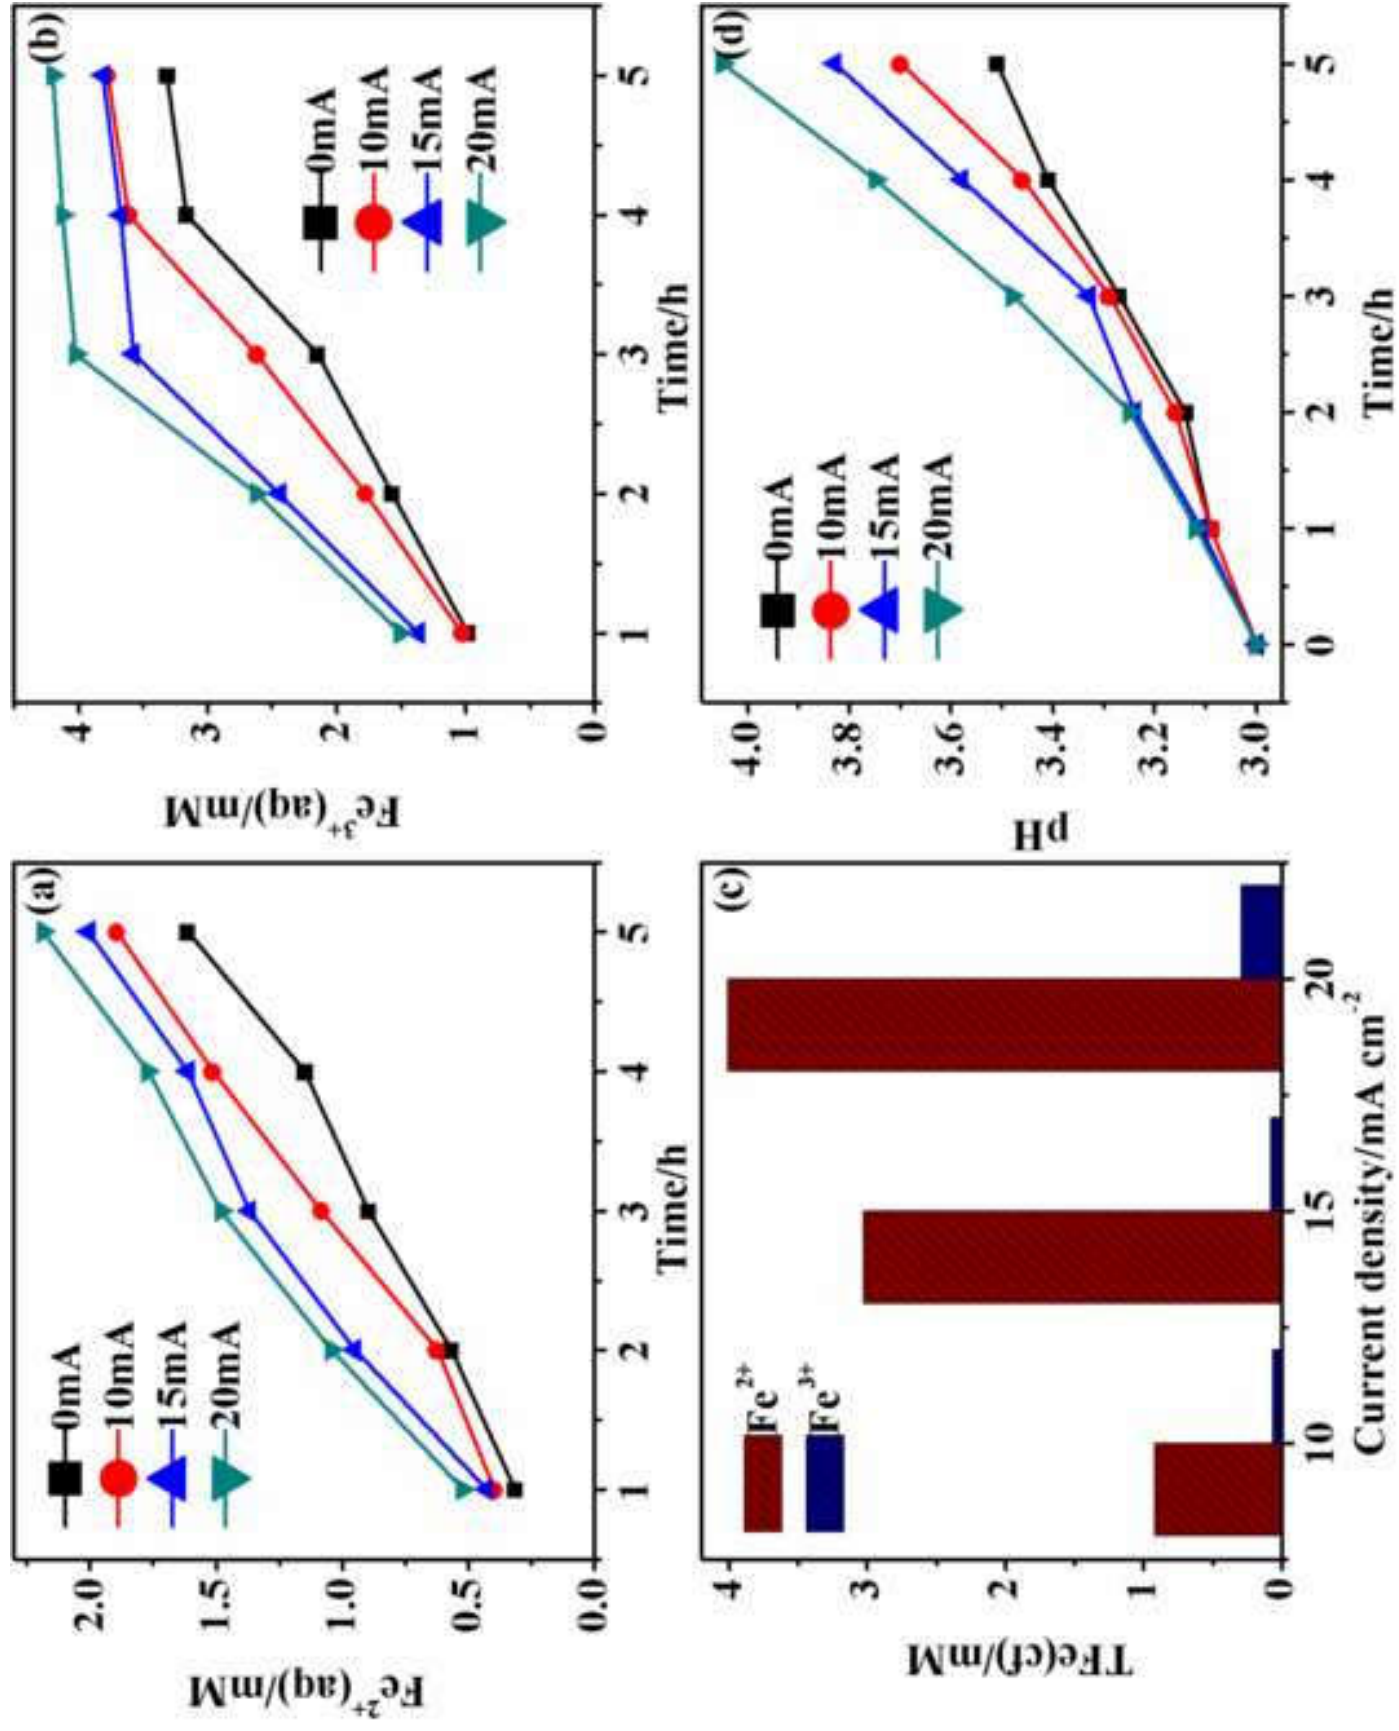 (a)
Fe²⁺(aq)/mM
2.0
1.5
1.0
0.5
0.0
0mA
10mA
15mA
20mA
1 2 3 4 5
Time/h
(b)
Fe³⁺(aq)/mM
4
3
2
1
0
0mA
10mA
15mA
20mA
1 2 3 4 5
Time/h
(c)
TFe(cf)/mM
4
3
2
1
0
Fe²⁺
Fe³⁺
10 15 20
Current density/mA cm⁻²
(d)
pH
4.0
3.8
3.6
3.4
3.2
3.0
0mA
10mA
15mA
20mA
0 1 2 3 4 5
Time/h